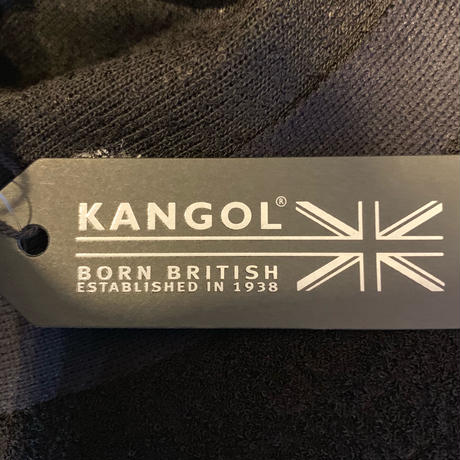 KANGOL®
BORN BRITISH
ESTABLISHED IN 1938